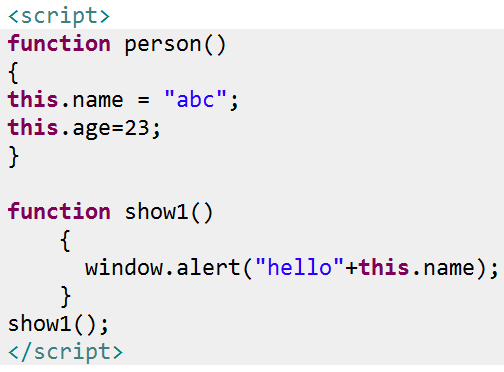 <script>
function person()
{
this.name = "abc";
this.age=23;
}

function show1()
    {
      window.alert("hello"+this.name);
    }
show1();
</script>